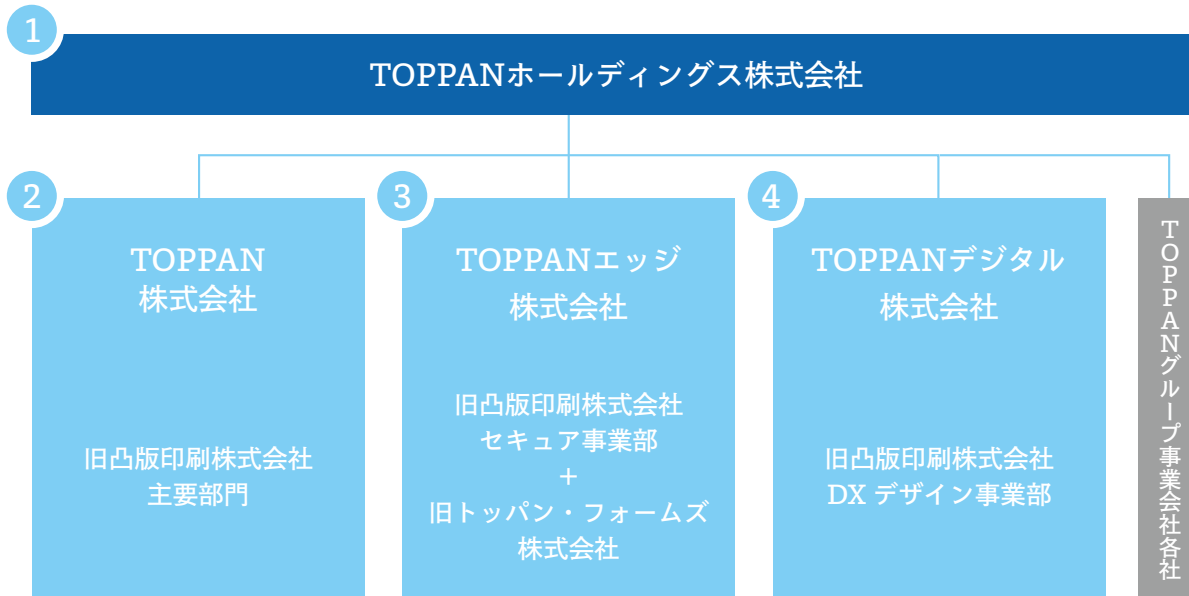 1
TOPPANホールディングス株式会社
2
TOPPAN
株式会社
旧凸版印刷株式会社
主要部門
3
TOPPANエッジ
株式会社
旧凸版印刷株式会社
セキュア事業部
+
旧トッパン・フォームズ
株式会社
4
TOPPANデジタル
株式会社
旧凸版印刷株式会社
DX デザイン事業部
TOPPANグループ事業会社各社